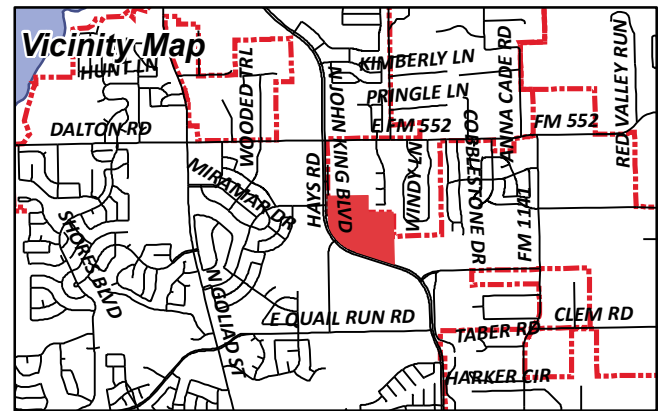 Vicinity Map
HUNT LN
KIMBERLY LN
PRINGLE LN
E FM 552
FM 552
DALTON RD
WOODED TRL
N JOHN KING BLVD
ANNA CADE RD
RED VALLEY RUN
MIRAMAR DR
HAYS RD
WINDY LN
COBBLESTONE DR
FM 1141
SHORES BLVD
N GOLIAD ST
E QUAIL RUN RD
CLEM RD
TABER RD
HARKER CIR